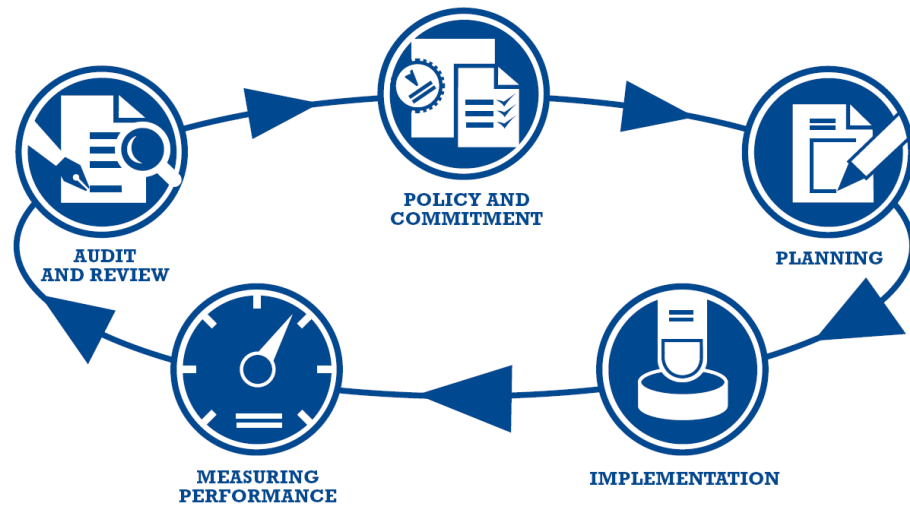 POLICY AND
COMMITMENT
PLANNING
IMPLEMENTATION
MEASURING
PERFORMANCE
AUDIT
AND REVIEW